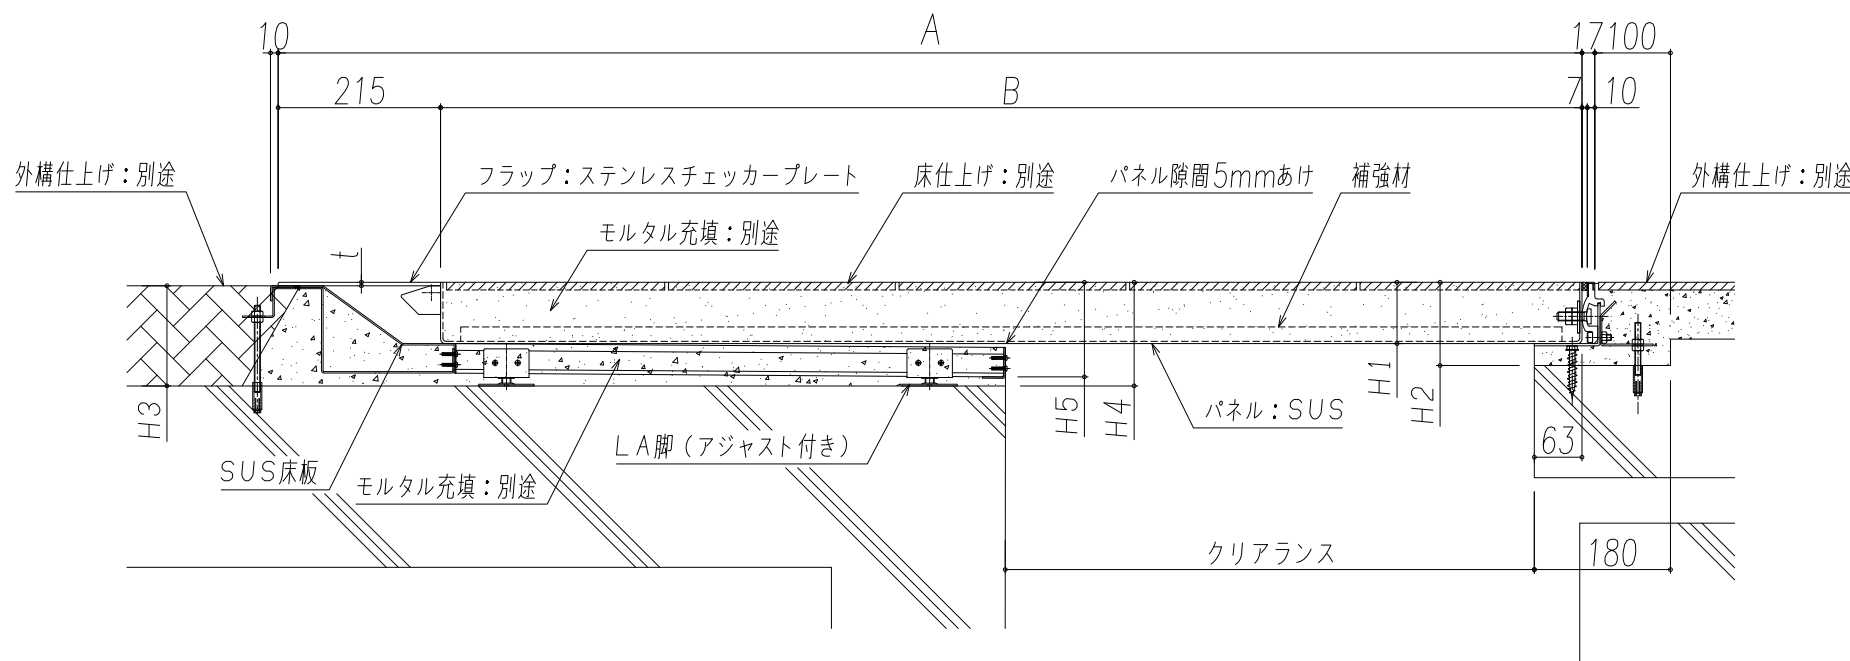 10
A
17
100
215
B
7
10
外構仕上げ：別途
フラップ：ステンレスチェッカープレート
床仕上げ：別途
パネル隙間5mmあけ
補強材
外構仕上げ：別途
モルタル充填：別途
t
H3
H5
H4
H1
H2
パネル：SUS
63
LA脚（アジャスト付き）
SUS床板
モルタル充填：別途
クリアランス
180